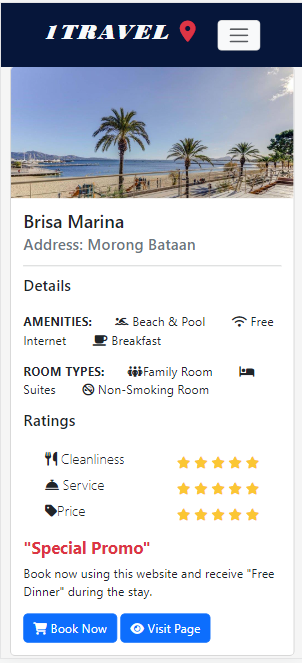 1TRAVEL
Brisa Marina
Address: Morong Bataan
Details
AMENITIES: Beach & Pool Free
Internet Breakfast
ROOM TYPES: Family Room
Suites Non-Smoking Room
Ratings
Cleanliness
Service
Price
"Special Promo"
Book now using this website and receive "Free
Dinner" during the stay.
Book Now Visit Page